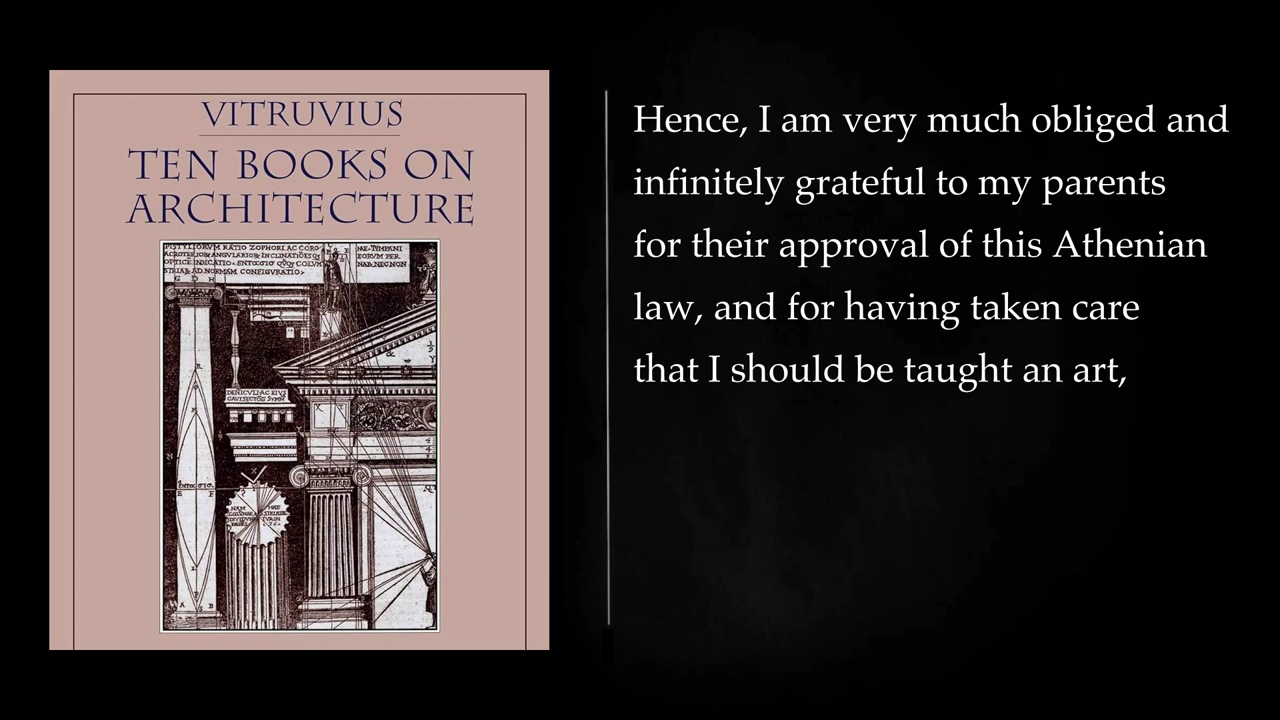 VITRUVIUS
TEN BOOKS ON
ARCHITECTURE
Hence, I am very much obliged and
infinitely grateful to my parents
for their approval of this Athenian
law, and for having taken care
that I should be taught an art,